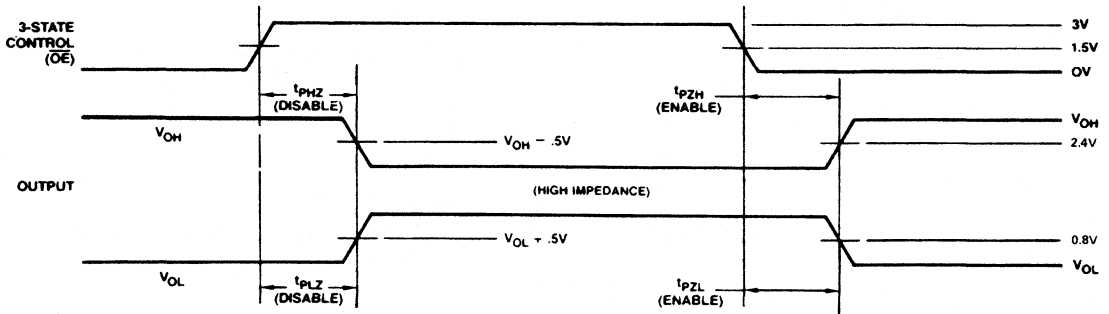 3-STATE
CONTROL
(OE)
3V
1.5V
OV
tPHZ
(DISABLE)
tPZH
(ENABLE)
VOH
VOH
VOH – .5V
2.4V
OUTPUT
(HIGH IMPEDANCE)
VOL + .5V
0.8V
VOL
VOL
tPLZ
(DISABLE)
tPZL
(ENABLE)